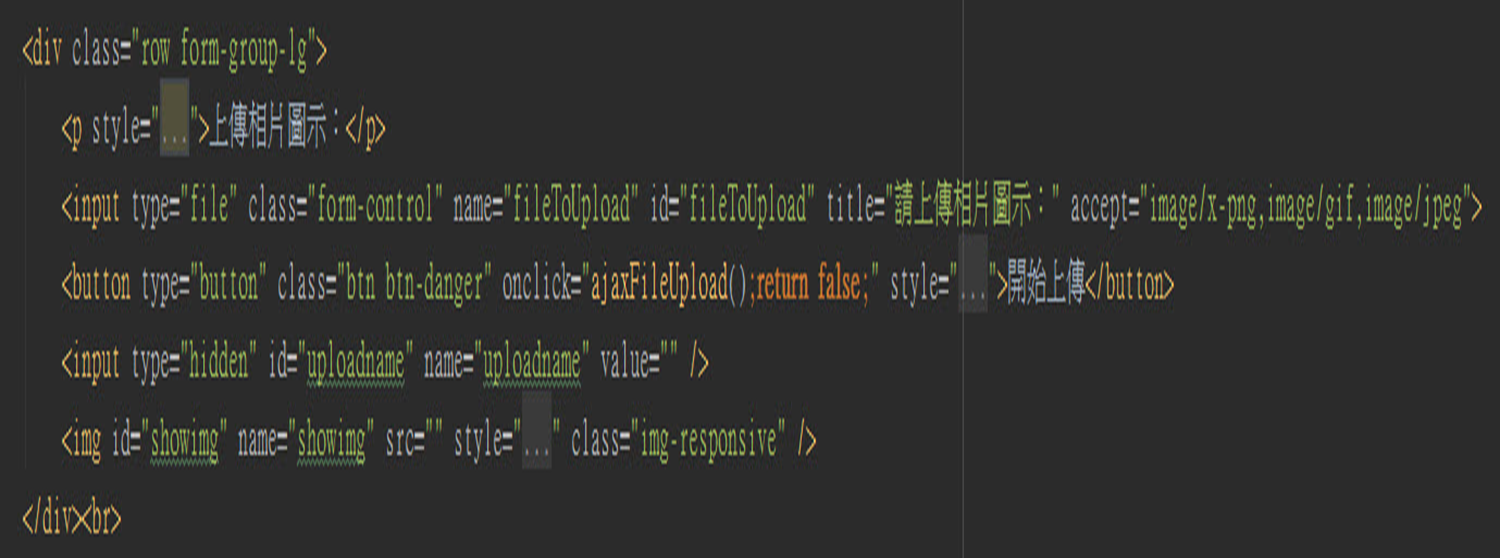 <div class="row form-group-lg">
<p style="...">上傳相片圖示：</p>
<input type="file" class="form-control" name="fileToUpload" id="fileToUpload" title="請上傳相片圖示：" accept="image/x-png,image/gif,image/jpeg">
<button type="button" class="btn btn-danger" onclick="ajaxFileUpload();return false;" style="...">開始上傳</button>
<input type="hidden" id="uploadname" name="uploadname" value="" />
<img id="showimg" name="showimg" src="" style="..." class="img-responsive" />
</div><br>